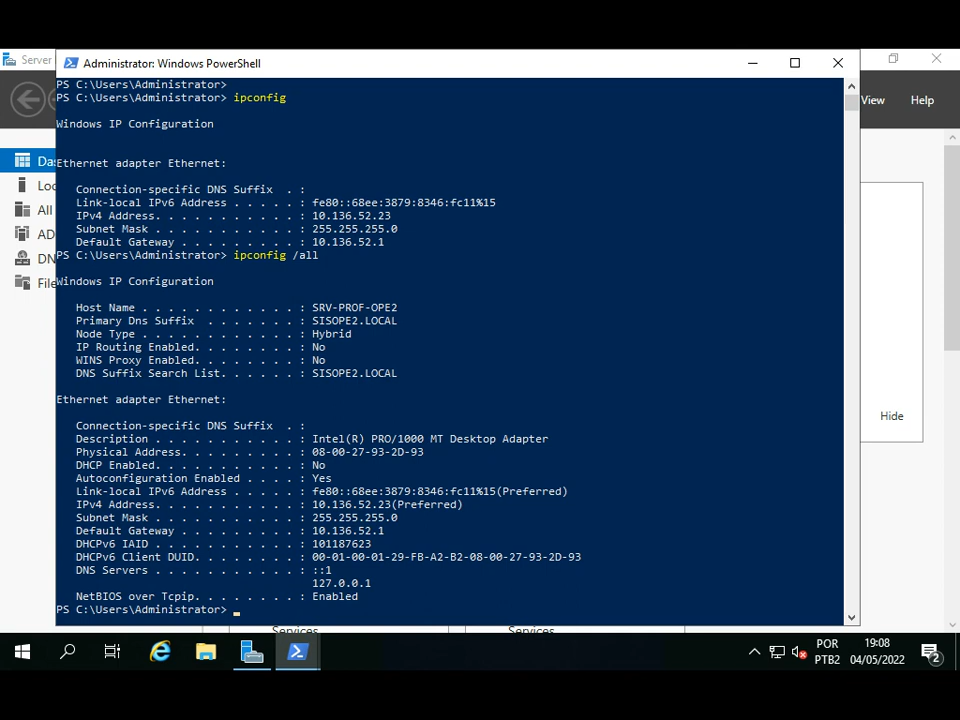 Server
Administrator: Windows PowerShell
View
Help
Das
Loc
All
AD
DN
File
PS C:\Users\Administrator>
PS C:\Users\Administrator> ipconfig
Windows IP Configuration
Ethernet adapter Ethernet:
Connection-specific DNS Suffix . :
Link-local IPv6 Address . . . . . : fe80::68ee:3879:8346:fc11%15
IPv4 Address. . . . . . . . . . . : 10.136.52.23
Subnet Mask . . . . . . . . . . . : 255.255.255.0
Default Gateway . . . . . . . . . : 10.136.52.1
PS C:\Users\Administrator> ipconfig /all
Windows IP Configuration
Host Name . . . . . . . . . . . . : SRV-PROF-OPE2
Primary Dns Suffix  . . . . . . . : SISOPE2.LOCAL
Node Type . . . . . . . . . . . . : Hybrid
IP Routing Enabled. . . . . . . . : No
WINS Proxy Enabled. . . . . . . . : No
DNS Suffix Search List. . . . . . : SISOPE2.LOCAL
Ethernet adapter Ethernet:
Connection-specific DNS Suffix . :
Description . . . . . . . . . . . : Intel(R) PRO/1000 MT Desktop Adapter
Physical Address. . . . . . . . . : 08-00-27-93-2D-93
DHCP Enabled. . . . . . . . . . . : No
Autoconfiguration Enabled . . . . : Yes
Link-local IPv6 Address . . . . . : fe80::68ee:3879:8346:fc11%15(Preferred)
IPv4 Address. . . . . . . . . . . : 10.136.52.23(Preferred)
Subnet Mask . . . . . . . . . . . : 255.255.255.0
Default Gateway . . . . . . . . . : 10.136.52.1
DHCPv6 IAID . . . . . . . . . . . : 101187623
DHCPv6 Client DUID. . . . . . . . : 00-01-00-01-29-FB-A2-B2-08-00-27-93-2D-93
DNS Servers . . . . . . . . . . . : ::1
127.0.0.1
NetBIOS over Tcpip. . . . . . . . : Enabled
PS C:\Users\Administrator>
Hide
Services
Services
POR
PTB2
19:08
04/05/2022
2